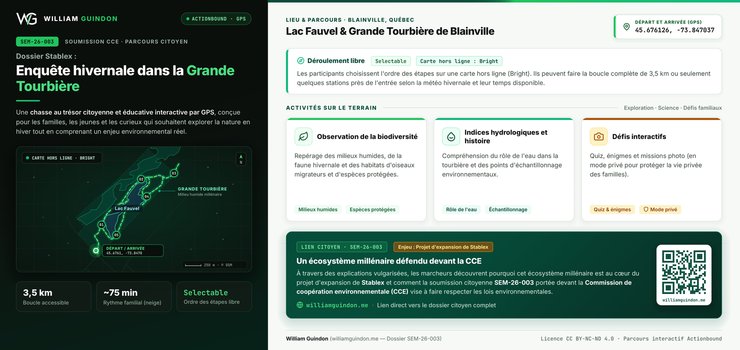 WILLIAM GUINDON
ACTIONBOUND · GPS
SEM-26-003 SOUMISSION CCE · PARCOURS CITOYEN
Dossier Stablex :
Enquête hivernale dans la Grande
Tourbière
Une chasse au trésor citoyenne et éducative interactive par GPS, conçue
pour les familles, les jeunes et les curieux qui souhaitent explorer la nature en
hiver tout en comprenant un enjeu environnemental réel.
CARTE HORS LIGNE · BRIGHT
GRANDE TOURBIÈRE
Milieu humide millénaire
Lac Fauvel
DÉPART / ARRIVÉE
45.6761, -73.8470
250 m
3,5 km
Boucle accessible
~75 min
Rythme familial (neige)
Selectable
Ordre des étapes libre
LIEU & PARCOURS · BLAINVILLE, QUÉBEC
Lac Fauvel & Grande Tourbière de Blainville
DÉPART ET ARRIVÉE (GPS)
45.676126, -73.847037
Déroulement libre Selectable Carte hors ligne : Bright
Les participants choisissent l'ordre des étapes sur une carte hors ligne (Bright). Ils peuvent faire la boucle complète de 3,5 km ou seulement
quelques stations près de l'entrée selon la météo hivernale et leur temps disponible.
ACTIVITÉS SUR LE TERRAIN
Exploration · Science · Défis familiaux
Observation de la biodiversité
Repérage de milieux humides, de la
faune hivernale et des habitats d'oiseaux
migrateurs et d'espèces protégées.
Milieux humides Espèces protégées
Indices hydrologiques et
histoire
Compréhension du rôle de l'eau dans la
tourbière et des points d'échantillonnage
environnementaux.
Rôle de l'eau Échantillonnage
Défis interactifs
Quiz, énigmes et missions photo (en
mode privé pour protéger la vie privée
des familles).
Quiz & énigmes Mode privé
LIEN CITOYEN · SEM-26-003 Enjeu : Projet d'expansion de Stablex
Un écosystème millénaire devant la CCE
À travers des explications vulgarisées, les marcheurs découvrent pourquoi cet écosystème millénaire est au cœur du
projet d'expansion de Stablex et comment la soumission citoyenne SEM-26-003 portée devant la Commission de
coopération environnementale (CCE) vise à faire respecter les lois environnementales.
williamguindon.me · Lien direct vers le dossier citoyen complet
williamguindon.me
William Guindon (williamguindon.me — Dossier SEM-26-003)
Licence CC BY-NC-ND 4.0 · Parcours interactif Actionbound